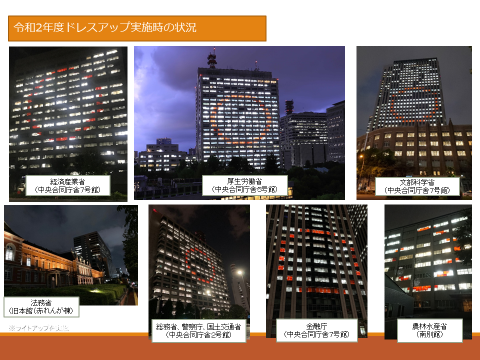 令和2年度ドレスアップ実施時の状況
経済産業省
（中央合同庁舎7号館）
厚生労働省
（中央合同庁舎5号館）
文部科学省
（中央合同庁舎7号館）
法務省
（旧本館（赤れんが棟）
総務省、警察庁、国土交通省
（中央合同庁舎2号館）
金融庁
（中央合同庁舎7号館）
農林水産省
（南別館）
※ライトアップ